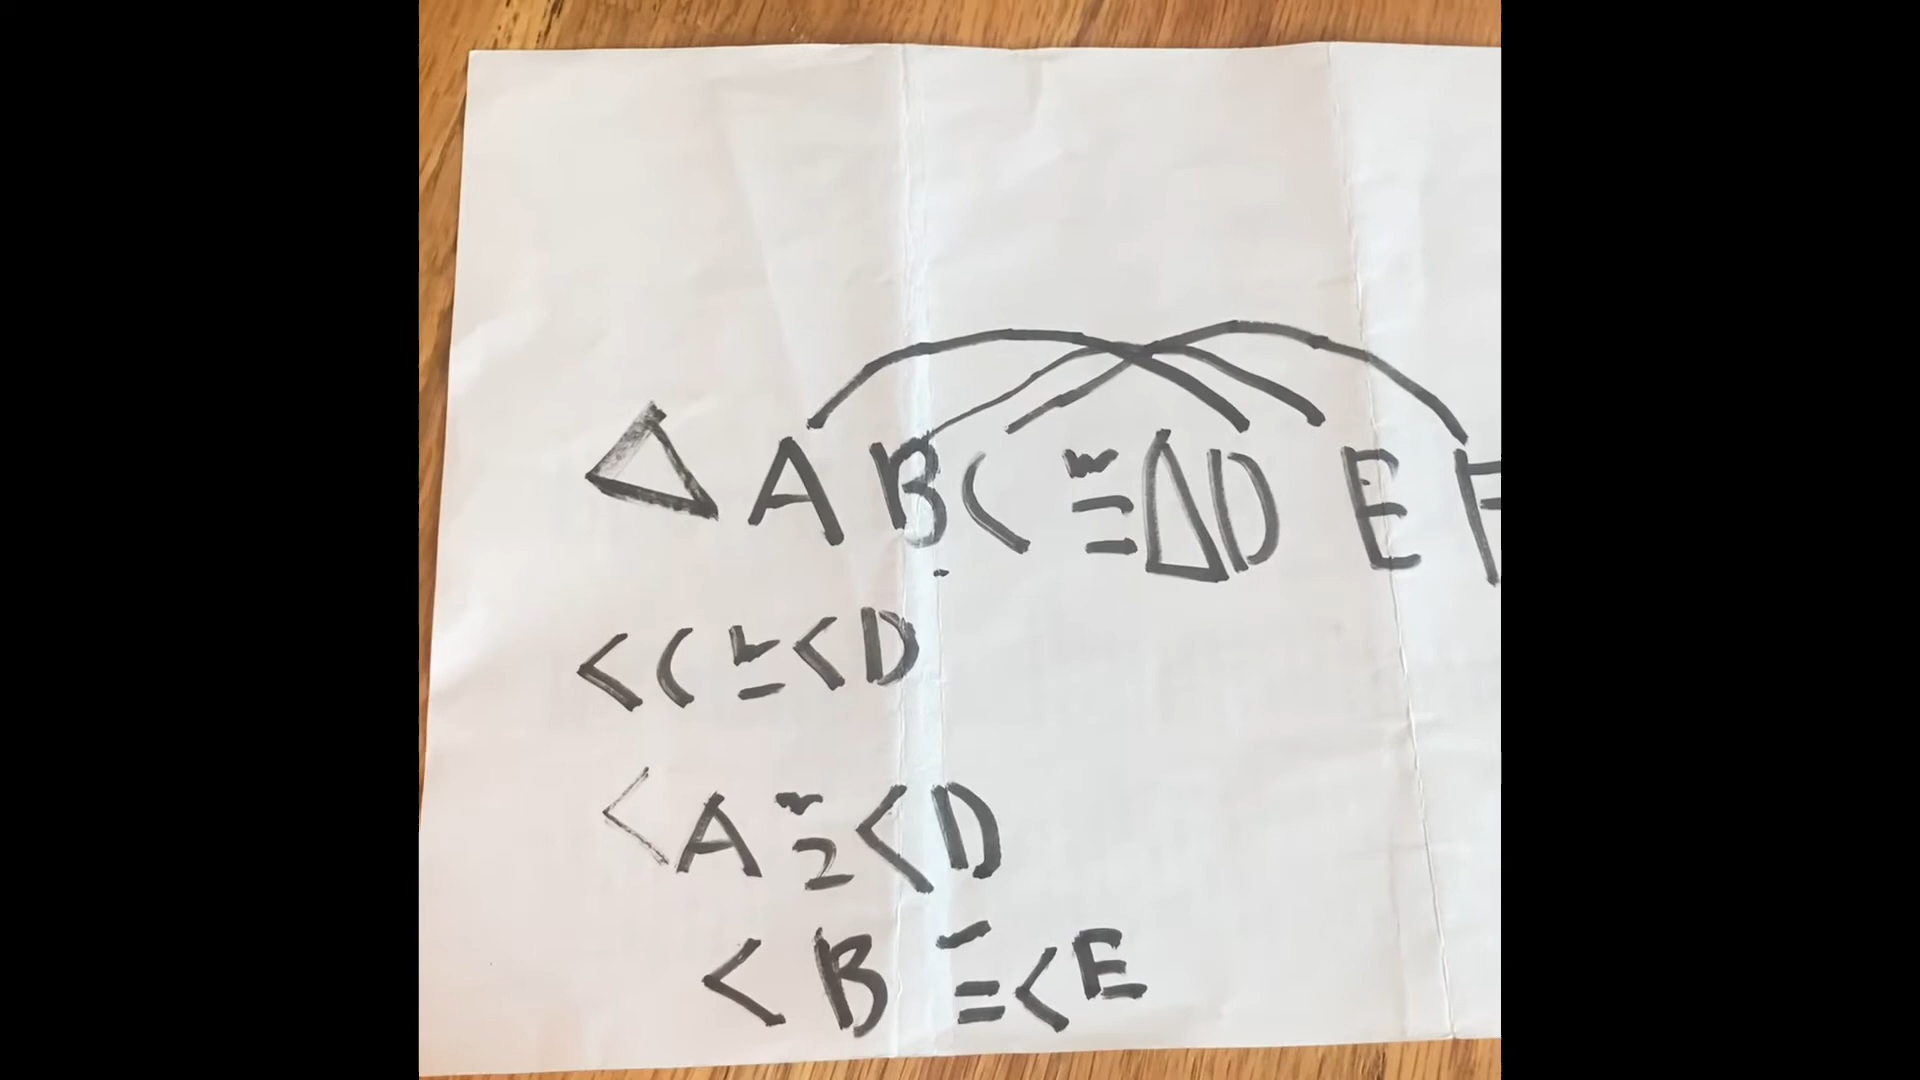 △ABC ≅ △DEF
<C ≅ <D
<A ≅ <D
<B ≅ <E